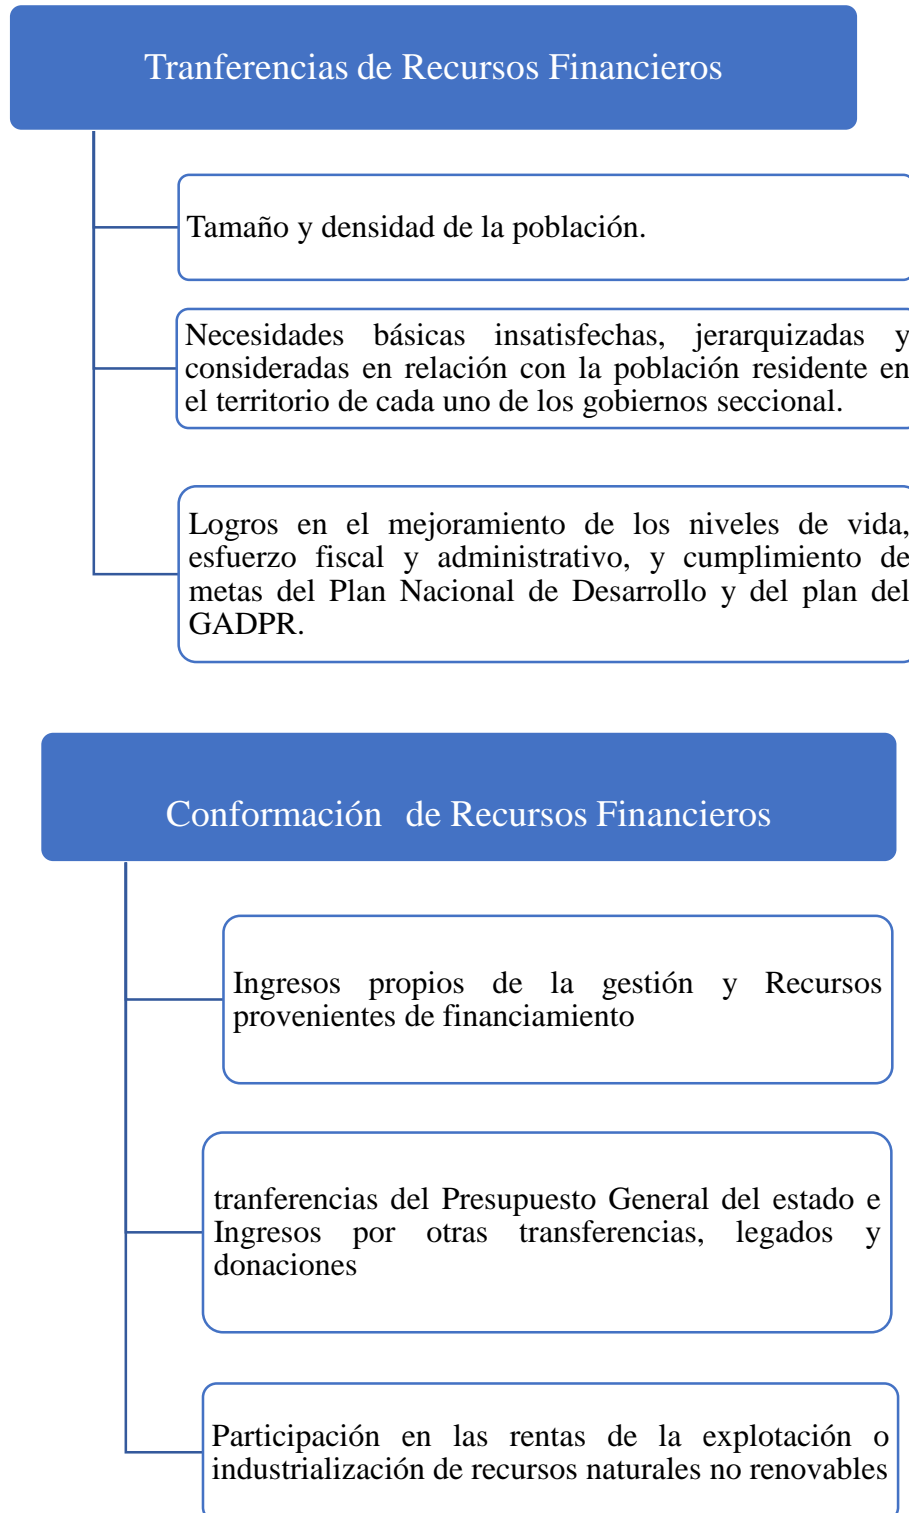 Tranferencias de Recursos Financieros
Tamaño y densidad de la población.
Necesidades básicas insatisfechas, jerarquizadas y
consideradas en relación con la población residente en
el territorio de cada uno de los gobiernos seccional.
Logros en el mejoramiento de los niveles de vida,
esfuerzo fiscal y administrativo, y cumplimiento de
metas del Plan Nacional de Desarrollo y del plan del
GADPR.
Conformación de Recursos Financieros
Ingresos propios de la gestión y Recursos
provenientes de financiamiento
tranferencias del Presupuesto General del estado e
Ingresos por otras transferencias, legados y
donaciones
Participación en las rentas de la explotación o
industrialización de recursos naturales no renovables